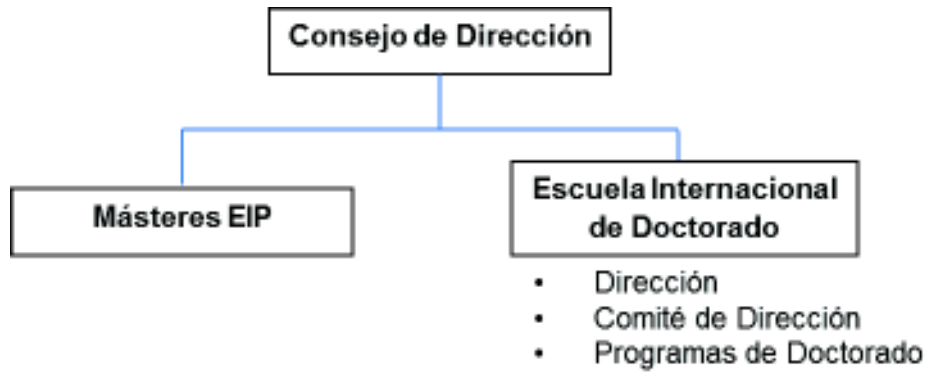 Consejo de Dirección
Másteres EIP
Escuela Internacional
de Doctorado
• Dirección
• Comité de Dirección
• Programas de Doctorado